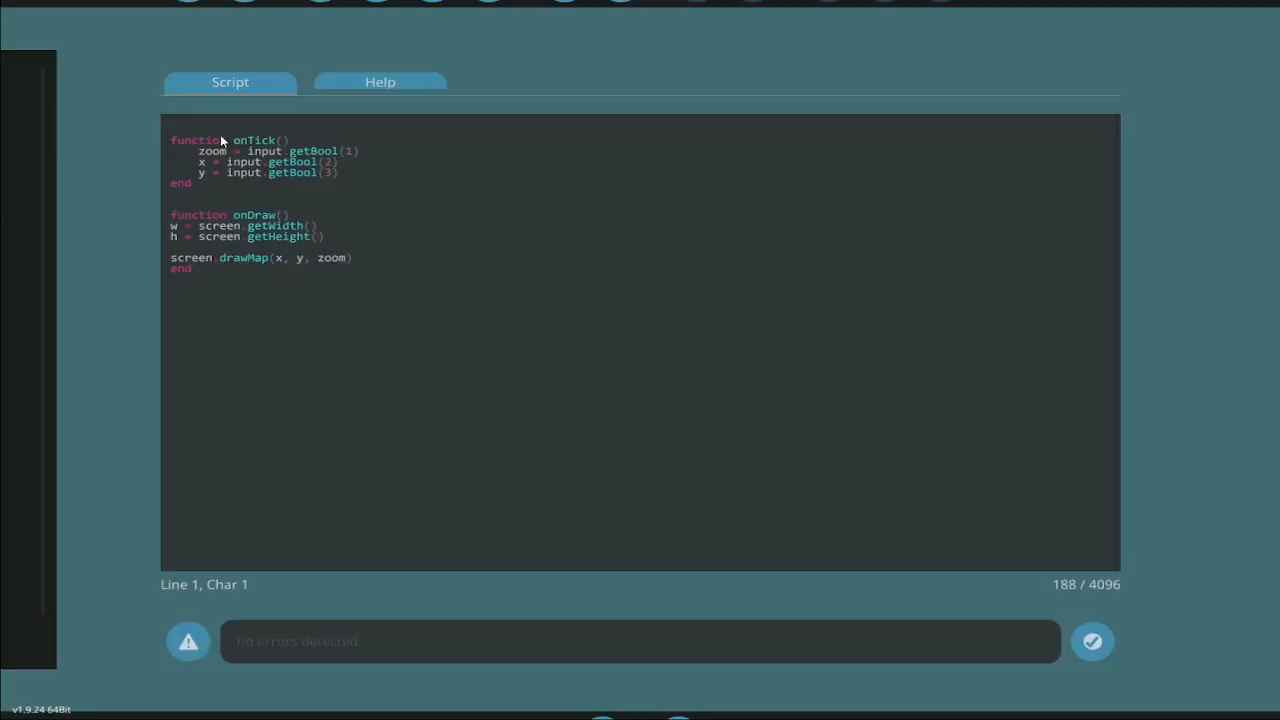 Script Help
function onTick()
zoom = input.getBool(1)
x = input.getBool(2)
y = input.getBool(3)
end
function onDraw()
w = screen.getWidth()
h = screen.getHeight()
screen.drawMap(x, y, zoom)
end
Line 1, Char 1 188 / 4096
no errors detected
v1.9.24 64Bit